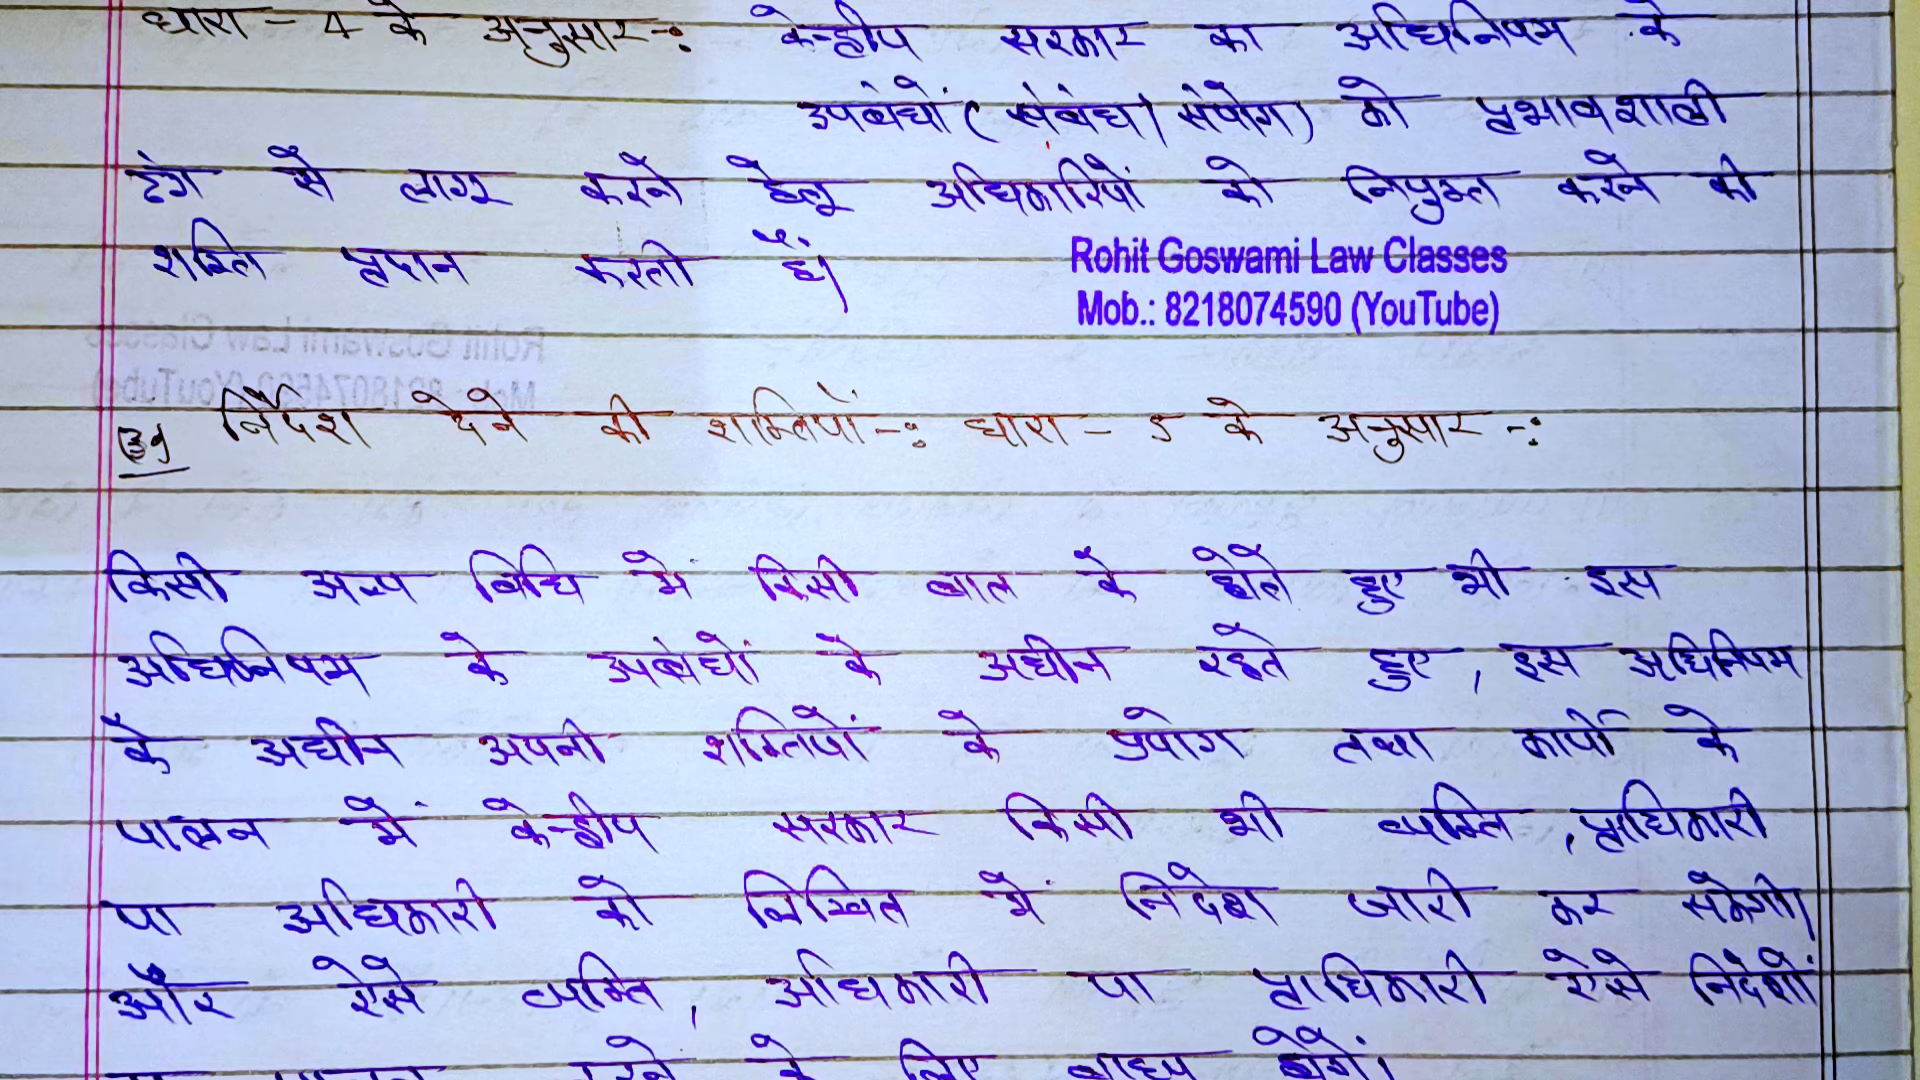 धारा - 4 के अनुसार -: केन्द्रीय सरकार का अधिनियम के
उपबंधों ( संबंध / संयोग ) को प्रभावशाली
ढंग से लागू करने हेतु अधिकारियों को नियुक्त करने की
शक्ति प्रदान करती है।
Rohit Goswami Law Classes
Mob.: 8218074590 (YouTube)
(3) निर्देश देने की शक्तियाँ -: धारा - 5 के अनुसार -:
किसी अन्य विधि में किसी बात के होते हुए भी इस
अधिनियम के उपबंधों के अधीन रहते हुए , इस अधिनियम
के अधीन अपनी शक्तियों के प्रयोग तथा कार्यों के
पालन में केन्द्रीय सरकार किसी भी व्यक्ति , प्राधिकारी
या अधिकारी को लिखित में निर्देश जारी कर सकेगी।
और ऐसे व्यक्ति , अधिकारी या प्राधिकारी ऐसे निर्देशों
करने के लिए बाध्य होंगे।